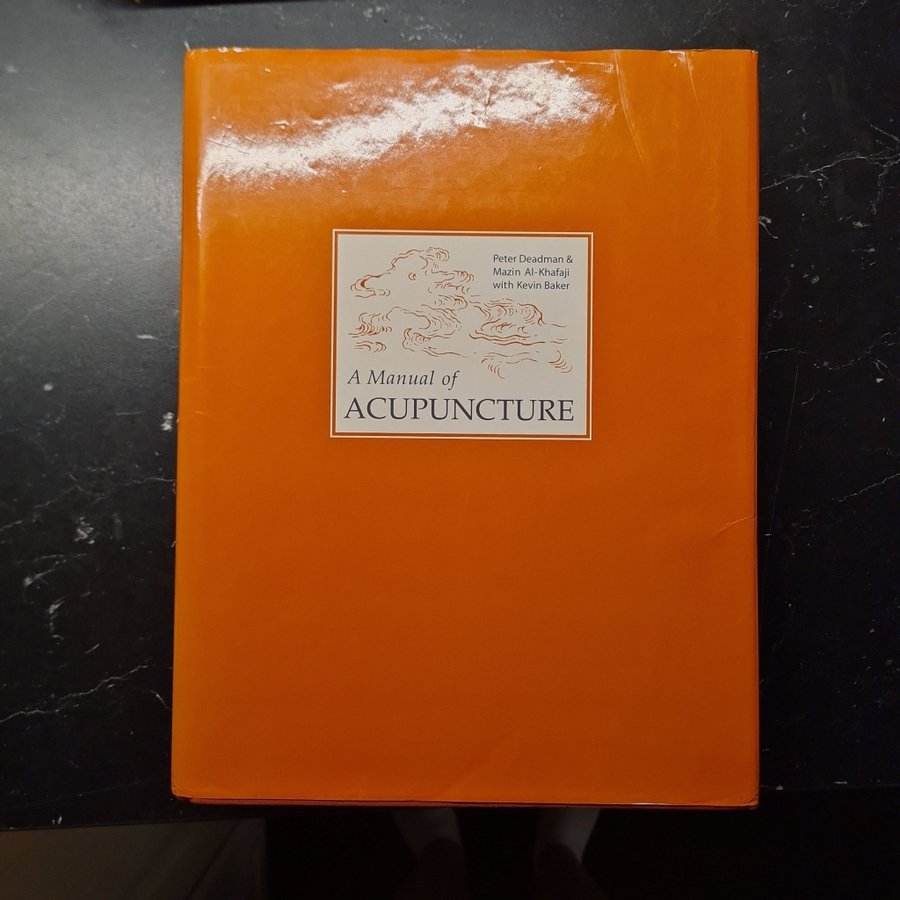 Peter Deadman &
Mazin Al-Khafaji
with Kevin Baker
A Manual of
ACUPUNCTURE